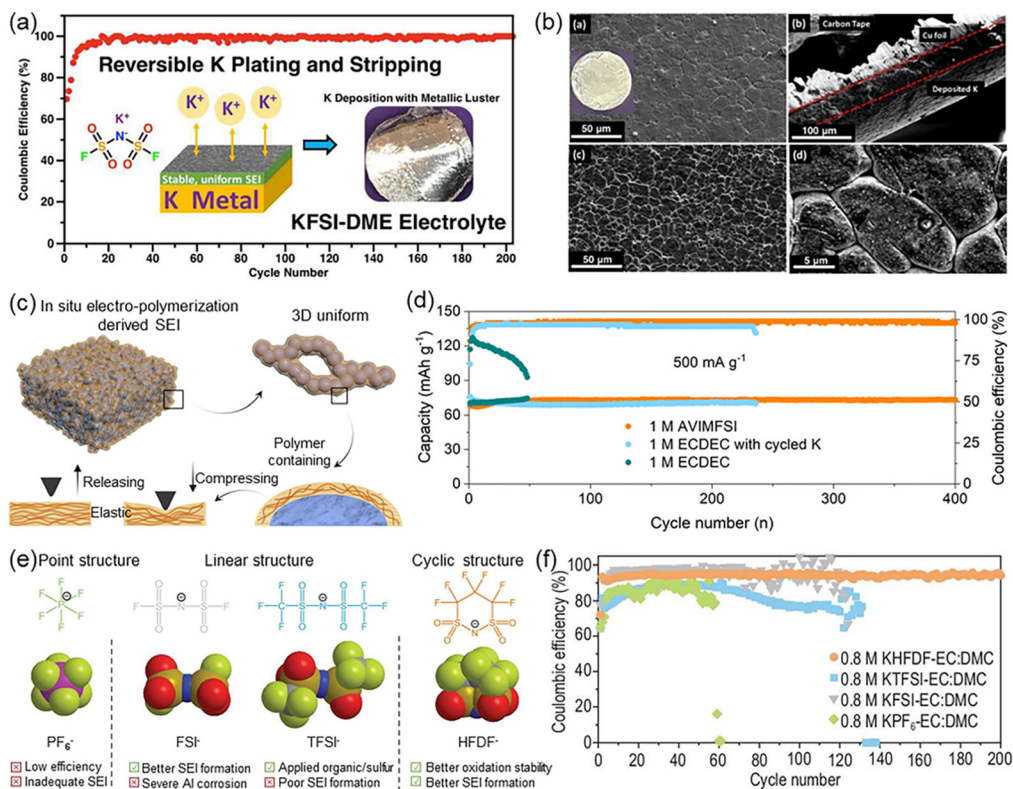 (a)
Coulombic Efficiency (%)
100
80
60
40
20
0
Reversible K Plating and Stripping
K⁺ K⁺ K⁺
K Deposition with Metallic Luster
K⁺
O O
N⁻
S S
F O O F
Stable, uniform SEI
K Metal
KFSI-DME Electrolyte
0 20 40 60 80 100 120 140 160 180 200
Cycle Number
(b)
(a)
50 µm
(b)
Carbon Tape
Cu foil
Deposited K
100 µm
(c)
50 µm
(d)
5 µm
(c)
In situ electro-polymerization
derived SEI
3D uniform
Polymer
containing
Releasing
Compressing
Elastic
(d)
Capacity (mAh g⁻¹)
150
120
90
60
30
0
500 mA g⁻¹
1 M AVIMFSI
1 M ECDEC with cycled K
1 M ECDEC
100
75
50
25
0
Coulombic efficiency (%)
0 100 200 300 400
Cycle number (n)
(e)
Point structure
Linear structure
Cyclic structure
F F F F P F F
F S N S F O O O O
F F C F S N S C F F F O O O O
F F F F F F O S N S O O O
PF₆⁻
FSI⁻
TFSI⁻
HFDF⁻
Low efficiency
Inadequate SEI
Better SEI formation
Severe Al corrosion
Applied organic/sulfur
Poor SEI formation
Better oxidation stability
Better SEI formation
(f)
Coulombic efficiency (%)
100
80
60
40
20
0
0.8 M KHFDF-EC:DMC
0.8 M KTFSI-EC:DMC
0.8 M KFSI-EC:DMC
0.8 M KPF₆-EC:DMC
0 20 40 60 80 100 120 140 160 180 200
Cycle number